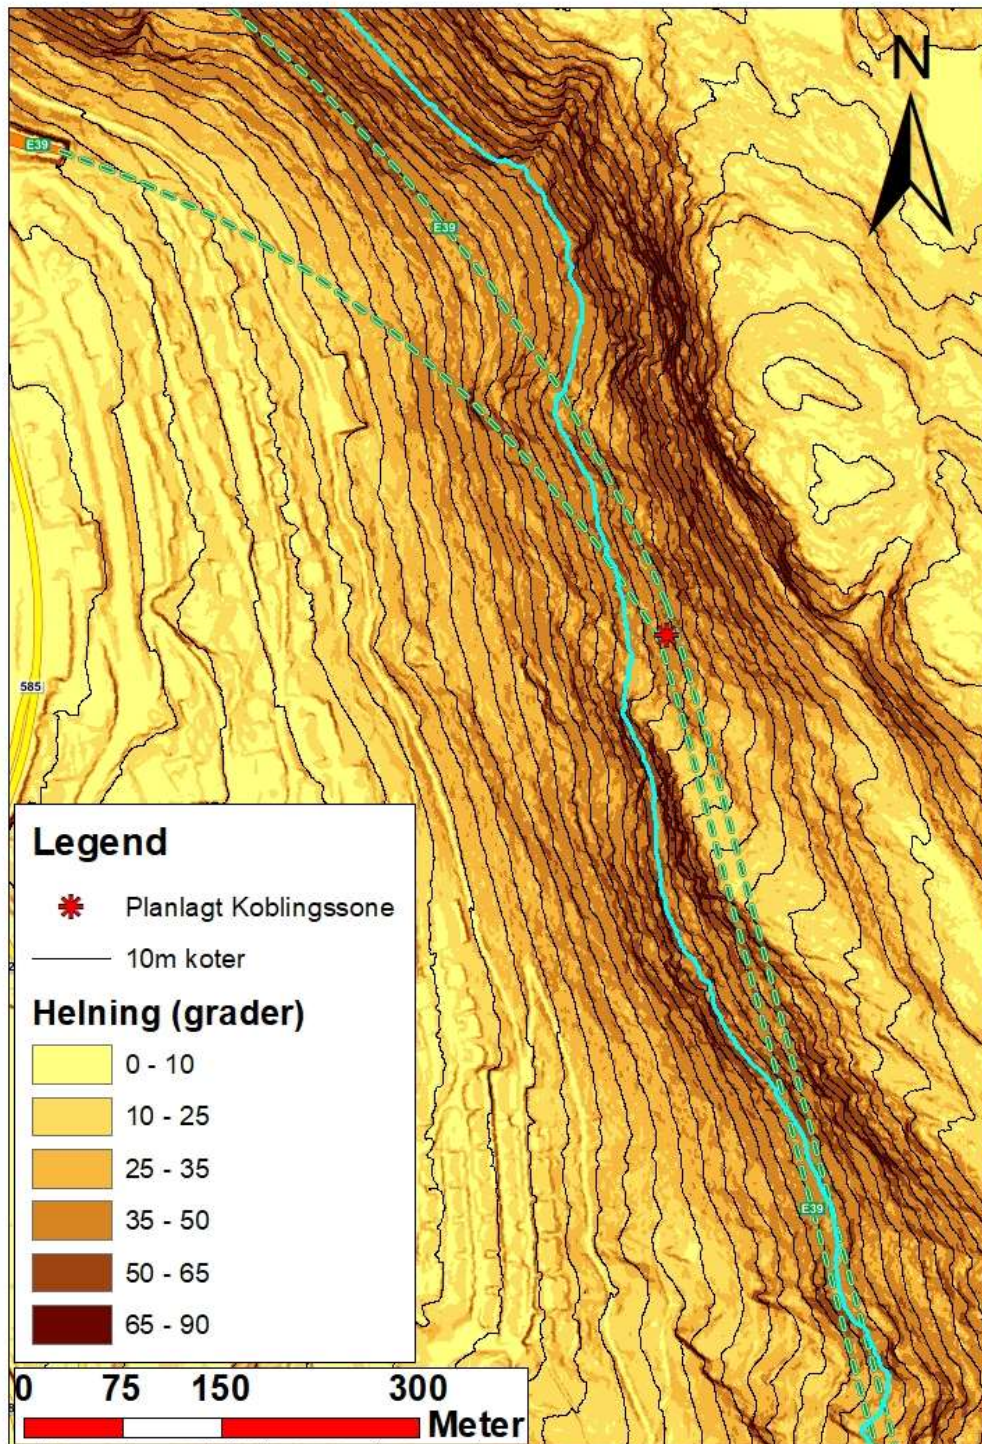 N
E39
E39
585
Legend
Planlagt Koblingssone
10m koter
Helning (grader)
0 - 10
10 - 25
25 - 35
35 - 50
50 - 65
65 - 90
E39
0 75 150 300
Meter